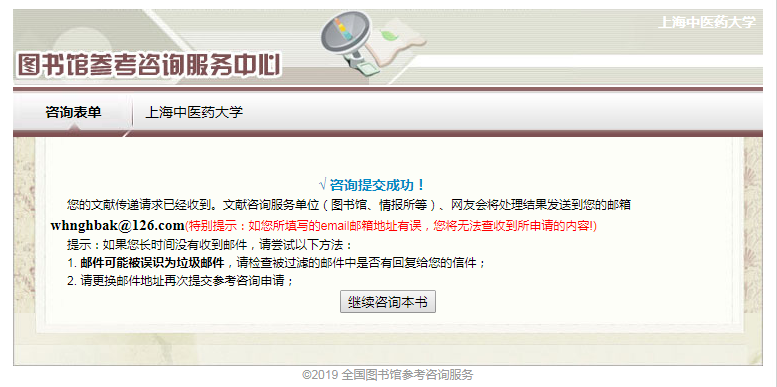 上海中医药大学
图书馆参考咨询服务中心
咨询表单 上海中医药大学
√ 咨询提交成功！
您的文献传递请求已经收到。文献咨询服务单位（图书馆、情报所等）、网友会将处理结果发送到您的邮箱
whnghbak@126.com(特别提示：如您所填写的email邮箱地址有误，您将无法查收到所申请的内容!)
提示：如果您长时间没有收到邮件，请尝试以下方法：
1. 邮件可能被误识为垃圾邮件，请检查被过滤的邮件中是否有回复给您的信件；
2. 请更换邮件地址再次提交参考咨询申请；
继续咨询本书
©2019 全国图书馆参考咨询服务